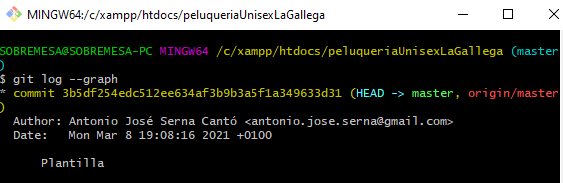 MINGW64:/c/xampp/htdocs/peluqueriaUnisexLaGallega
SOBREMESA@SOBREMESA-PC MINGW64 /c/xampp/htdocs/peluqueriaUnisexLaGallega (master
)
$ git log --graph
* commit 3b5df254edc512ee634af3b9b3a5f1a349633d31 (HEAD -> master, origin/master
)
Author: Antonio José Serna Cantó <antonio.jose.serna@gmail.com>
Date: Mon Mar 8 19:08:16 2021 +0100
Plantilla